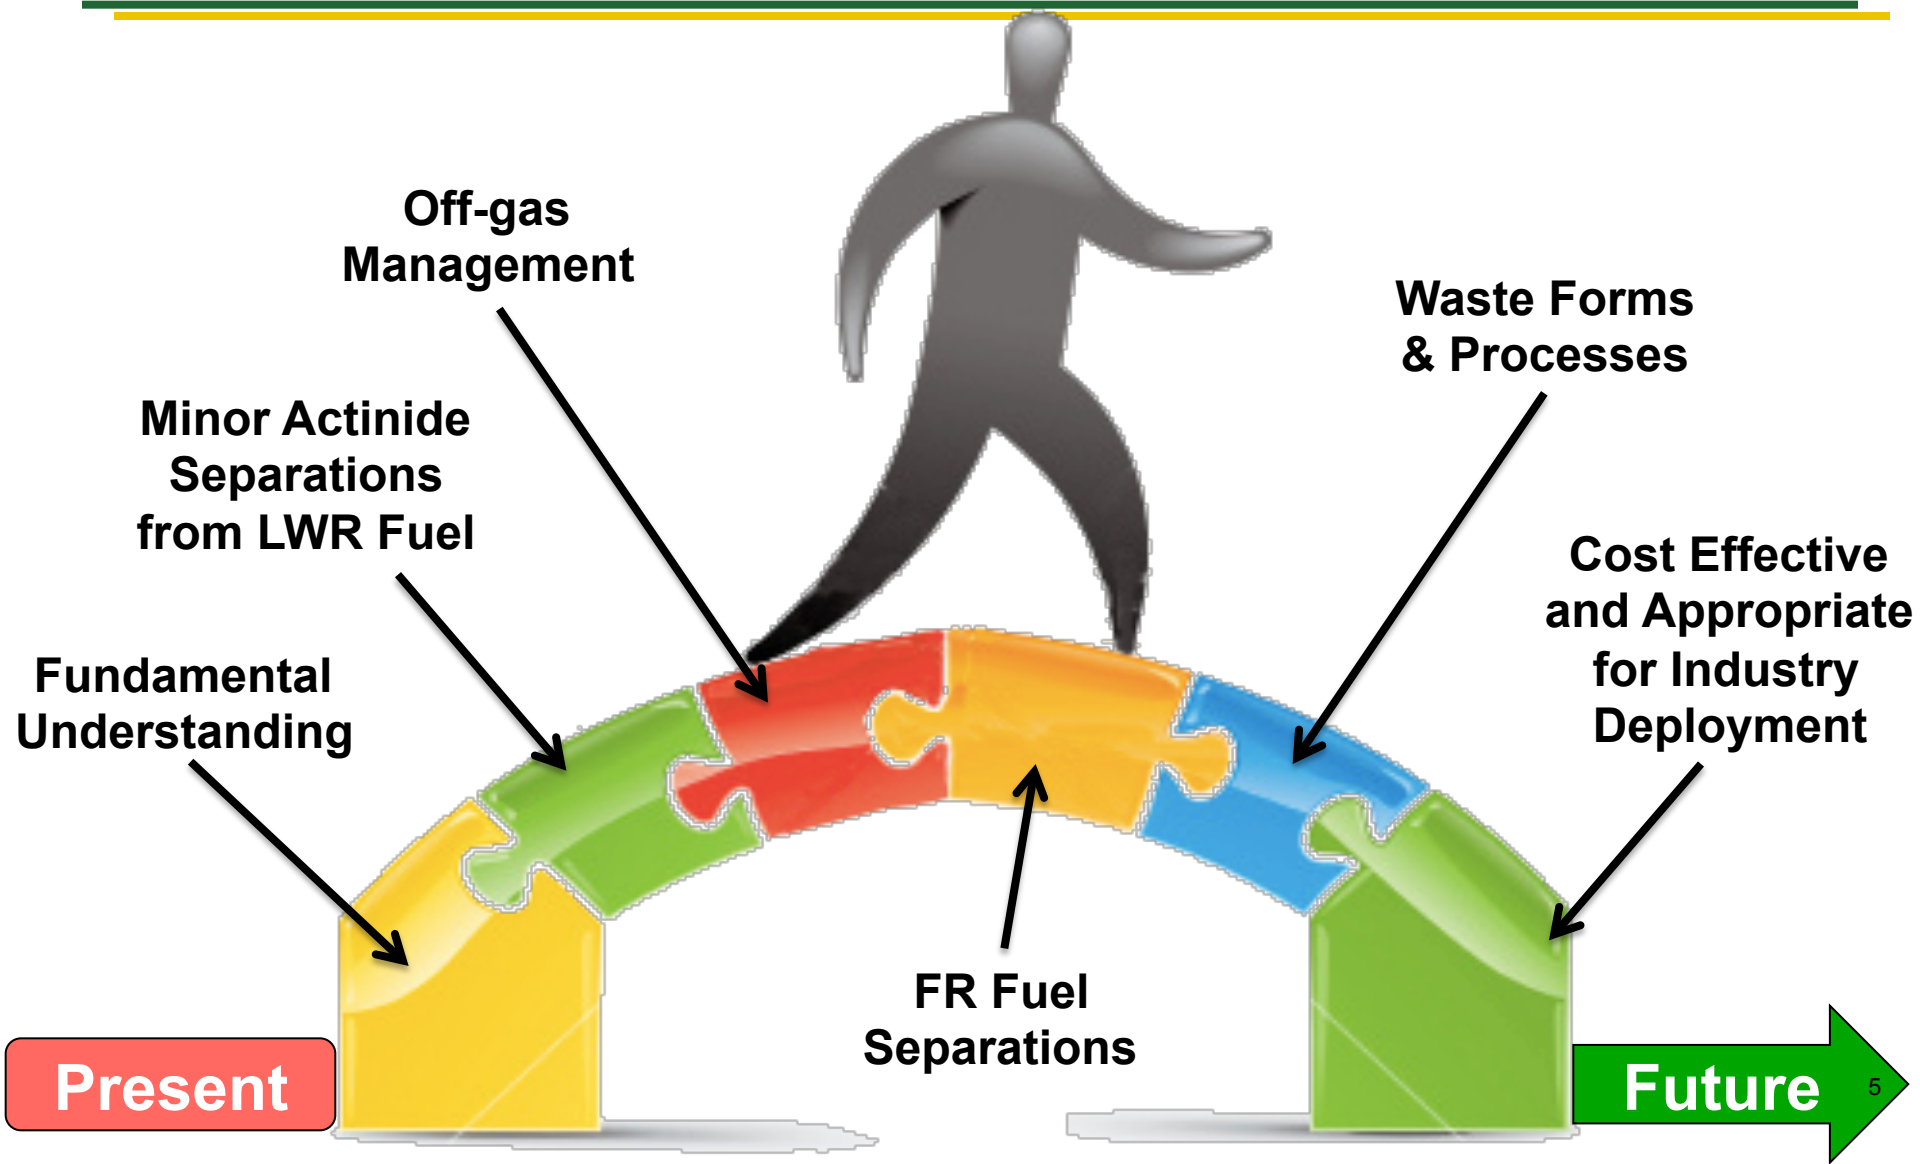 Off-gas
Management
Waste Forms
& Processes
Minor Actinide
Separations
from LWR Fuel
Cost Effective
and Appropriate
for Industry
Deployment
Fundamental
Understanding
FR Fuel
Separations
Present
Future
5